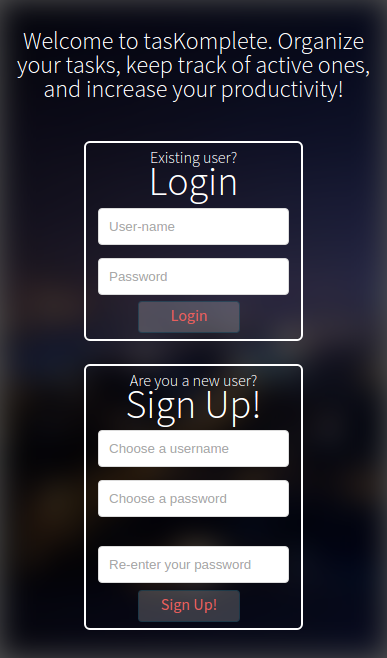 Welcome to tasKomplete. Organize
your tasks, keep track of active ones,
and increase your productivity!
Existing user?
Login
User-name
Password
Login
Are you a new user?
Sign Up!
Choose a username
Choose a password
Re-enter your password
Sign Up!